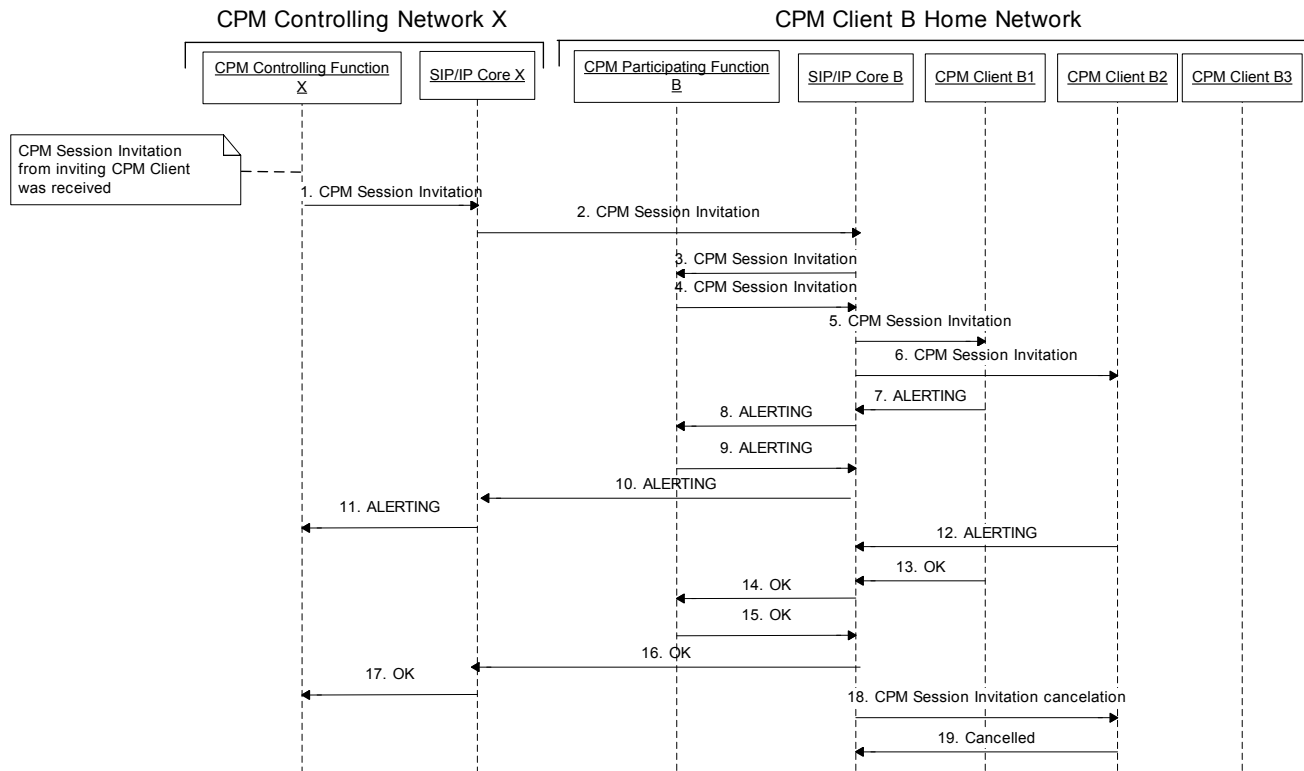 CPM Controlling Network X
CPM Client B Home Network
CPM Controlling Function
X
SIP/IP Core X
CPM Participating Function
B
SIP/IP Core B
CPM Client B1
CPM Client B2
CPM Client B3
CPM Session Invitation
from inviting CPM Client
was received
1. CPM Session Invitation
2. CPM Session Invitation
3. CPM Session Invitation
4. CPM Session Invitation
5. CPM Session Invitation
6. CPM Session Invitation
7. ALERTING
8. ALERTING
9. ALERTING
10. ALERTING
11. ALERTING
12. ALERTING
13. OK
14. OK
15. OK
16. OK
17. OK
18. CPM Session Invitation cancelation
19. Cancelled